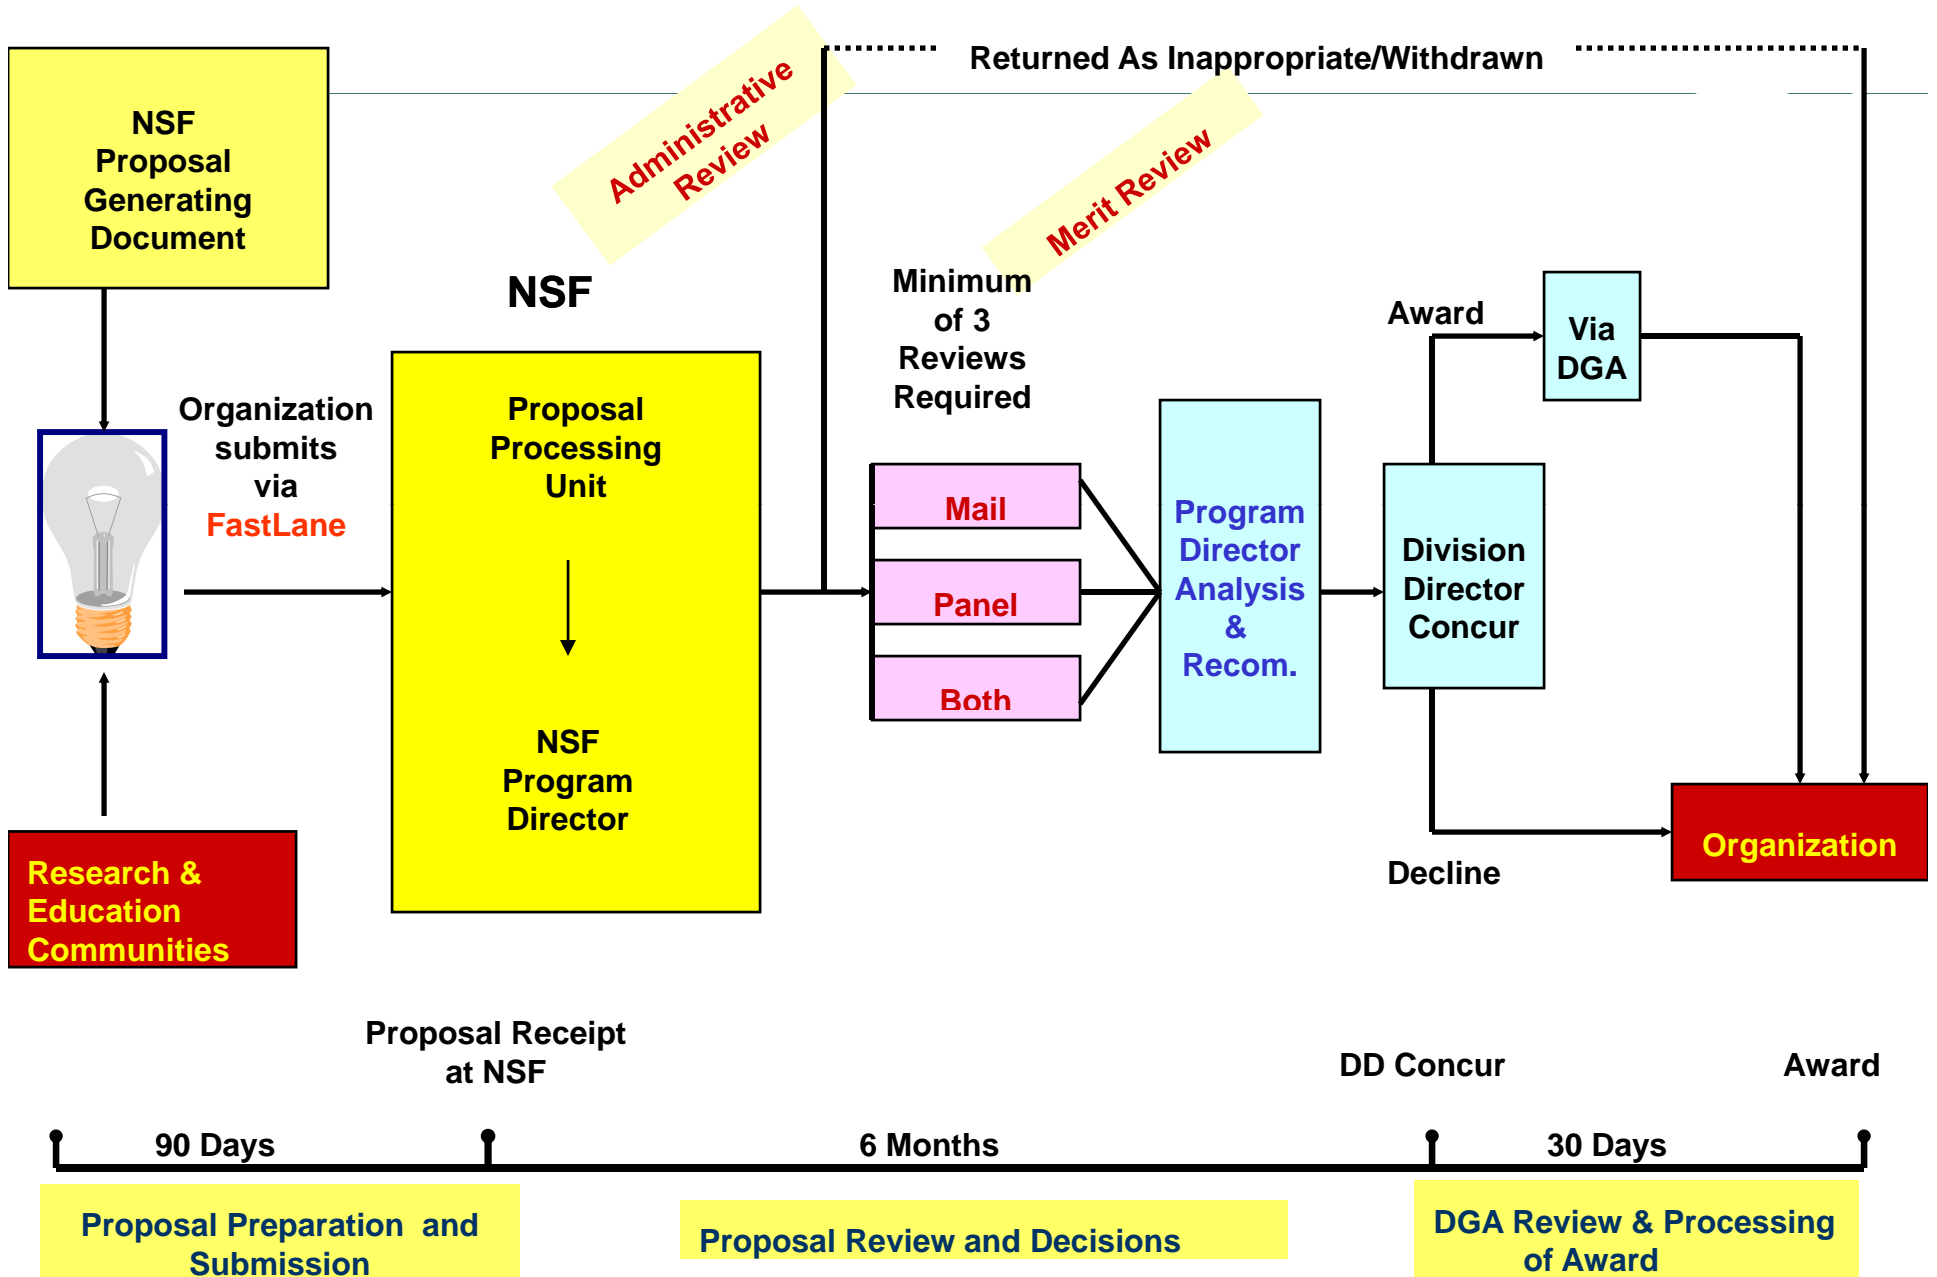 Returned As Inappropriate/Withdrawn
NSF
Proposal
Generating
Document
Administrative
Review
Merit Review
NSF
Minimum
of 3
Reviews
Required
Award
Via
DGA
Organization
submits
via
FastLane
Proposal
Processing
Unit
NSF
Program
Director
Mail
Panel
Both
Program
Director
Analysis
&
Recom.
Division
Director
Concur
Decline
Organization
Research &
Education
Communities
Proposal Receipt
at NSF
DD Concur
Award
90 Days
6 Months
30 Days
Proposal Preparation and
Submission
Proposal Review and Decisions
DGA Review & Processing
of Award